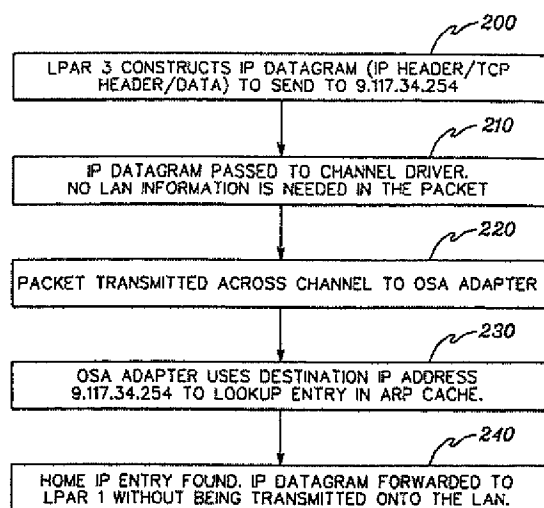 200
LPAR 3 CONSTRUCTS IP DATAGRAM (IP HEADER/TCP
HEADER/DATA) TO SEND TO 9.117.34.254
210
IP DATAGRAM PASSED TO CHANNEL DRIVER.
NO LAN INFORMATION IS NEEDED IN THE PACKET
220
PACKET TRANSMITTED ACROSS CHANNEL TO OSA ADAPTER
230
OSA ADAPTER USES DESTINATION IP ADDRESS
9.117.34.254 TO LOOKUP ENTRY IN ARP CACHE.
240
HOME IP ENTRY FOUND. IP DATAGRAM FORWARDED TO
LPAR 1 WITHOUT BEING TRANSMITTED ONTO THE LAN.